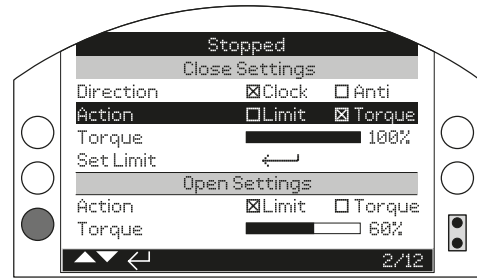 Stopped
Close Settings
Direction ☒Clock ☐Anti
Action ☐Limit ☒Torque
Torque 100%
Set Limit
Open Settings
Action ☒Limit ☐Torque
Torque 60%
2/12